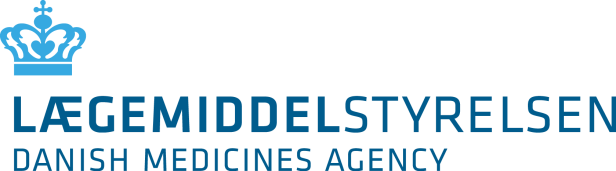 LÆGEMIDDELSTYRELSEN
DANISH MEDICINES AGENCY